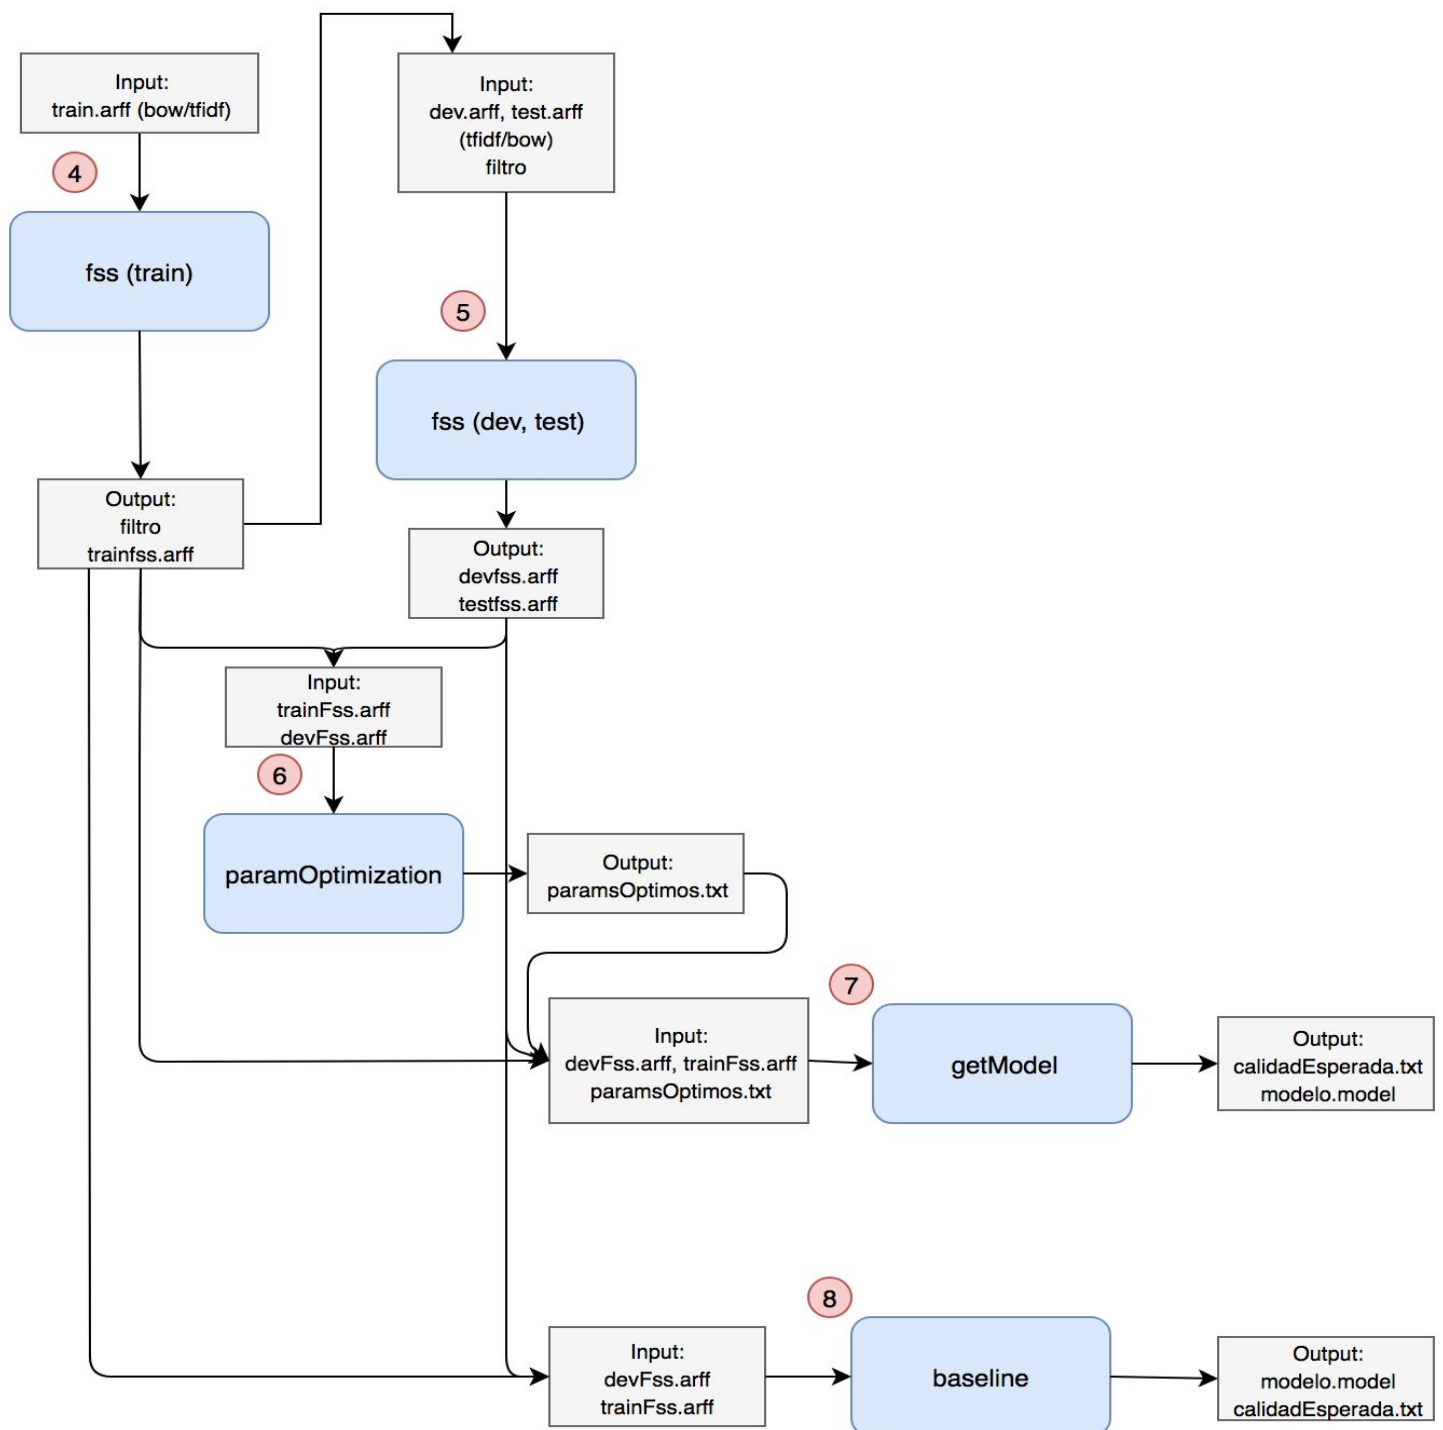 Input:
train.arff (bow/tfidf)
Input:
dev.arff, test.arff
(tfidf/bow)
filtro
4
fss (train)
5
fss (dev, test)
Output:
filtro
trainfss.arff
Output:
devfss.arff
testfss.arff
Input:
trainFss.arff
devFss.arff
6
paramOptimization
Output:
paramsOptimos.txt
Input:
devFss.arff, trainFss.arff
paramsOptimos.txt
7
getModel
Output:
calidadEsperada.txt
modelo.model
Input:
devFss.arff
trainFss.arff
8
baseline
Output:
modelo.model
calidadEsperada.txt